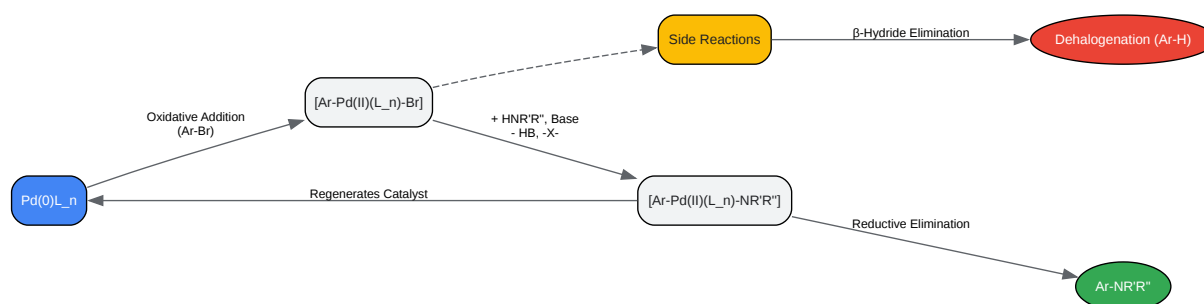 Side Reactions
β-Hydride Elimination
Dehalogenation (Ar-H)
[Ar-Pd(II)(L_n)-Br]
Oxidative Addition
(Ar-Br)
+ HNR'R", Base
- HB, -X-
Pd(0)L_n
Regenerates Catalyst
[Ar-Pd(II)(L_n)-NR'R"]
Reductive Elimination
Ar-NR'R"